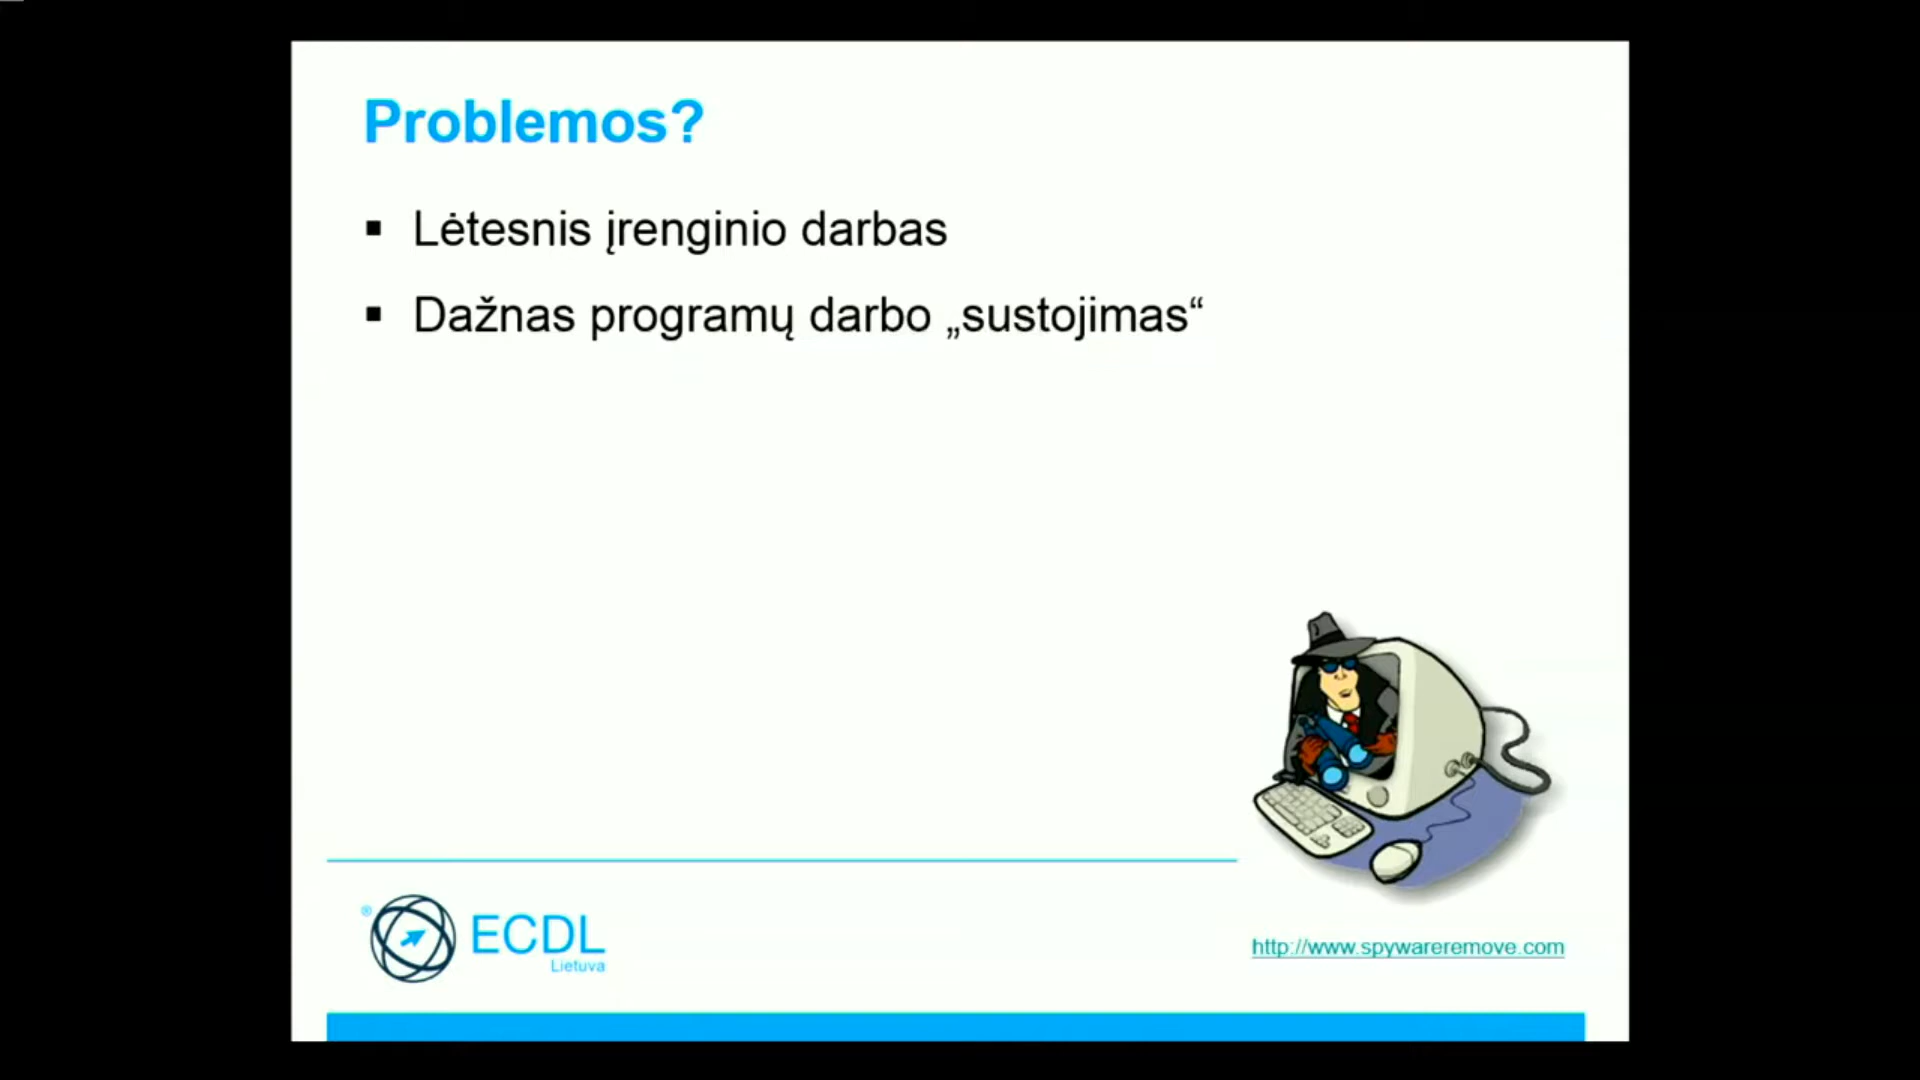 Problemos?
▪ Lėtesnis įrenginio darbas
▪ Dažnas programų darbo „sustojimas“
® ECDL
Lietuva
http://www.spywareremove.com